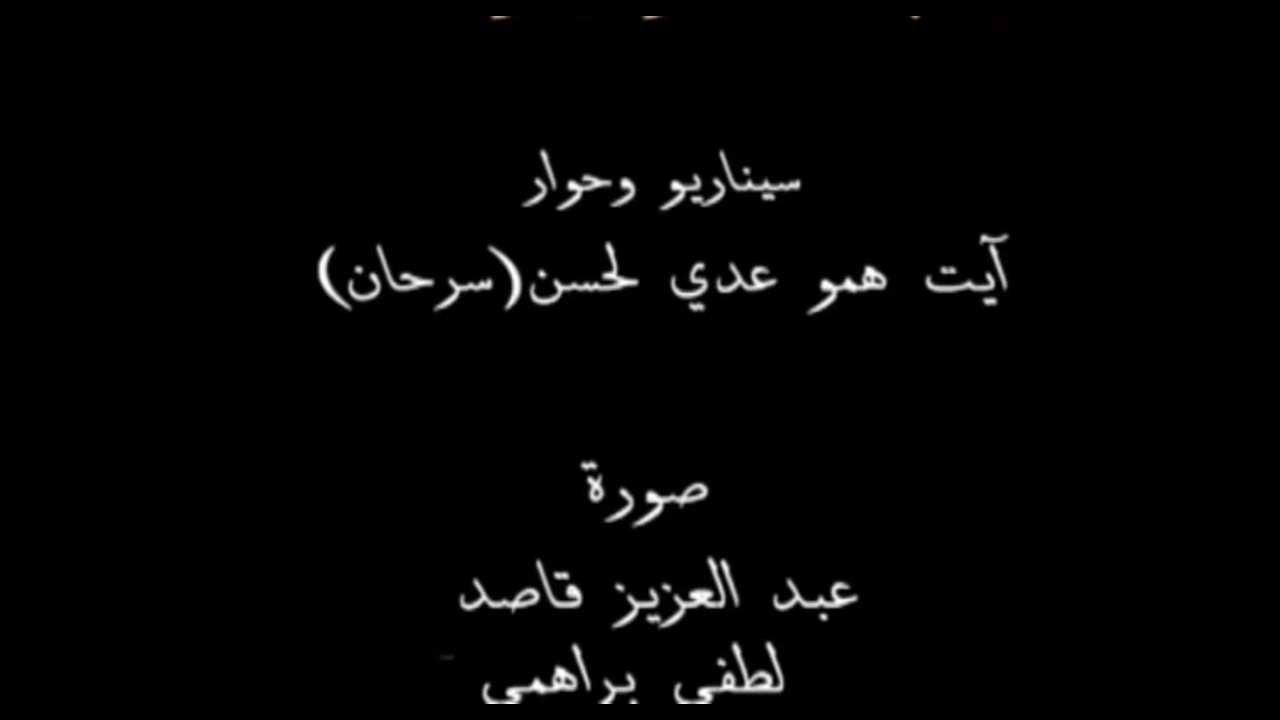 سيناريو وحوار
آيت همو عدي لحسن(سرحان)
صورة
عبد العزيز قاصد
لطفي براهمي